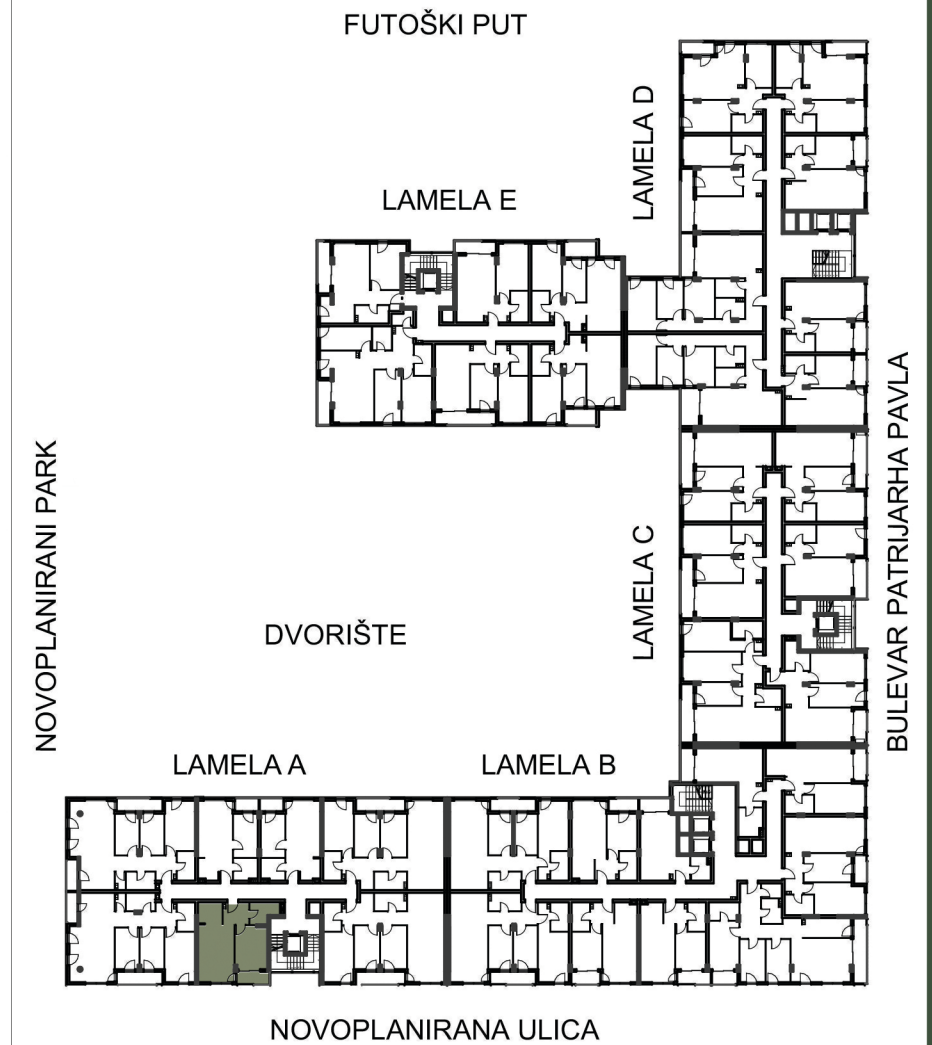 FUTOŠKI PUT
LAMELA D
LAMELA E
NOVOPLANIRANI PARK
BULEVAR PATRIJARHA PAVLA
LAMELA C
DVORIŠTE
LAMELA A
LAMELA B
NOVOPLANIRANA ULICA